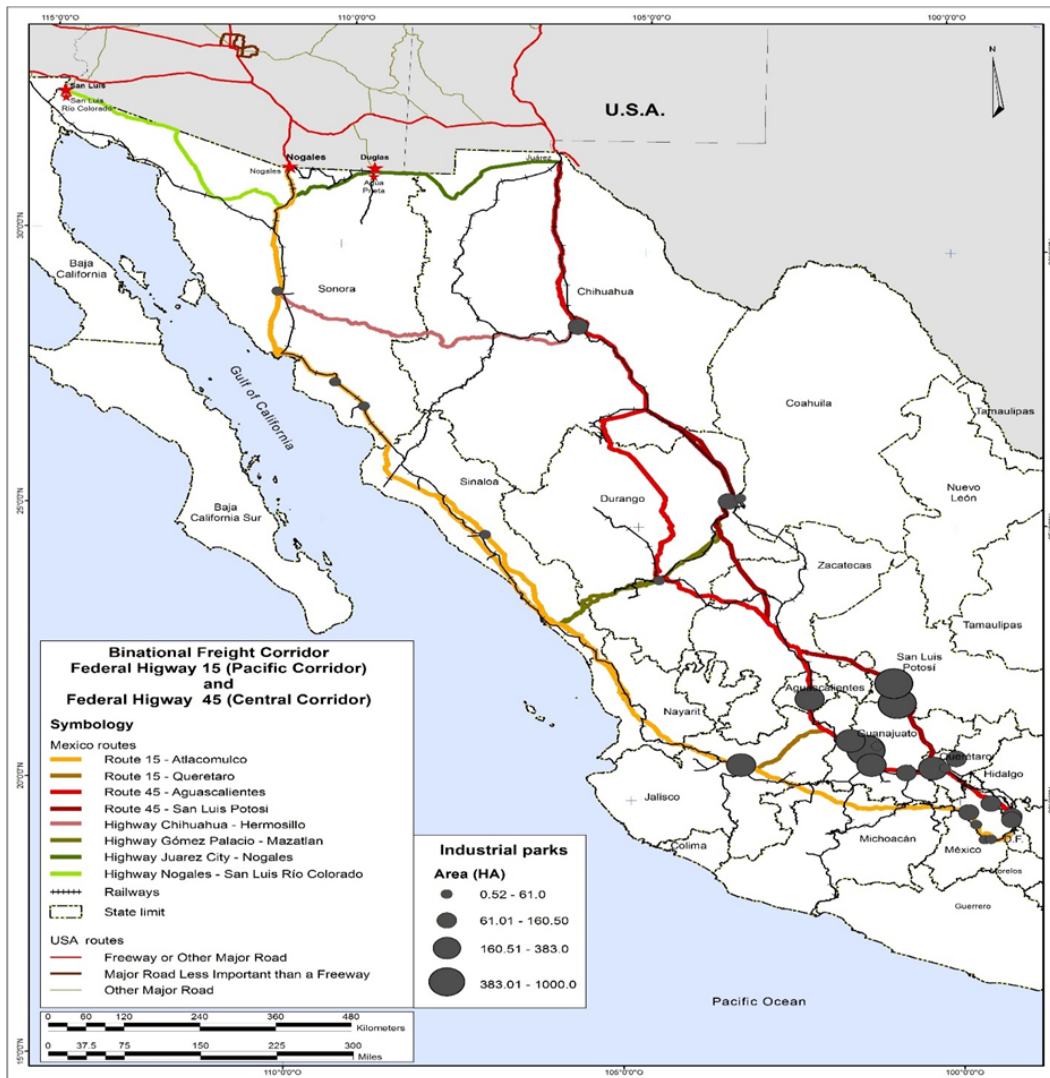 115°0'0"O
110°0'0"O
105°0'0"O
100°0'0"O
N
U.S.A.
San Luis
San Luis
Río Colorado
Nogales
Nogales
Duglas
Agua
Prieta
Juárez
30°0'0"N
Baja
California
Sonora
Chihuahua
Gulf of California
Coahuila
Tamaulipas
Nuevo
León
Sinaloa
Durango
25°0'0"N
Baja
California Sur
Zacatecas
Tamaulipas
San Luis
Potosí
Aguascalientes
Nayarit
Guanajuato
Querétaro
Hidalgo
20°0'0"N
Jalisco
Colima
Michoacán
México
D.F.
Morelos
Guerrero
Pacific Ocean
Binational Freight Corridor
Federal Higway 15 (Pacific Corridor)
and
Federal Higway 45 (Central Corridor)
Symbology
Mexico routes
Route 15 - Atlacomulco
Route 15 - Queretaro
Route 45 - Aguascalientes
Route 45 - San Luis Potosi
Highway Chihuahua - Hermosillo
Highway Gómez Palacio - Mazatlan
Highway Juarez City - Nogales
Highway Nogales - San Luis Río Colorado
Railways
State limit
USA routes
Freeway or Other Major Road
Major Road Less Important than a Freeway
Other Major Road
Industrial parks
Area (HA)
0.52 - 61.0
61.01 - 160.50
160.51 - 383.0
383.01 - 1000.0
0 60 120 240 360 480
Kilometers
0 37.5 75 150 225 300
Miles
15°0'0"N
110°0'0"O
105°0'0"O
100°0'0"O